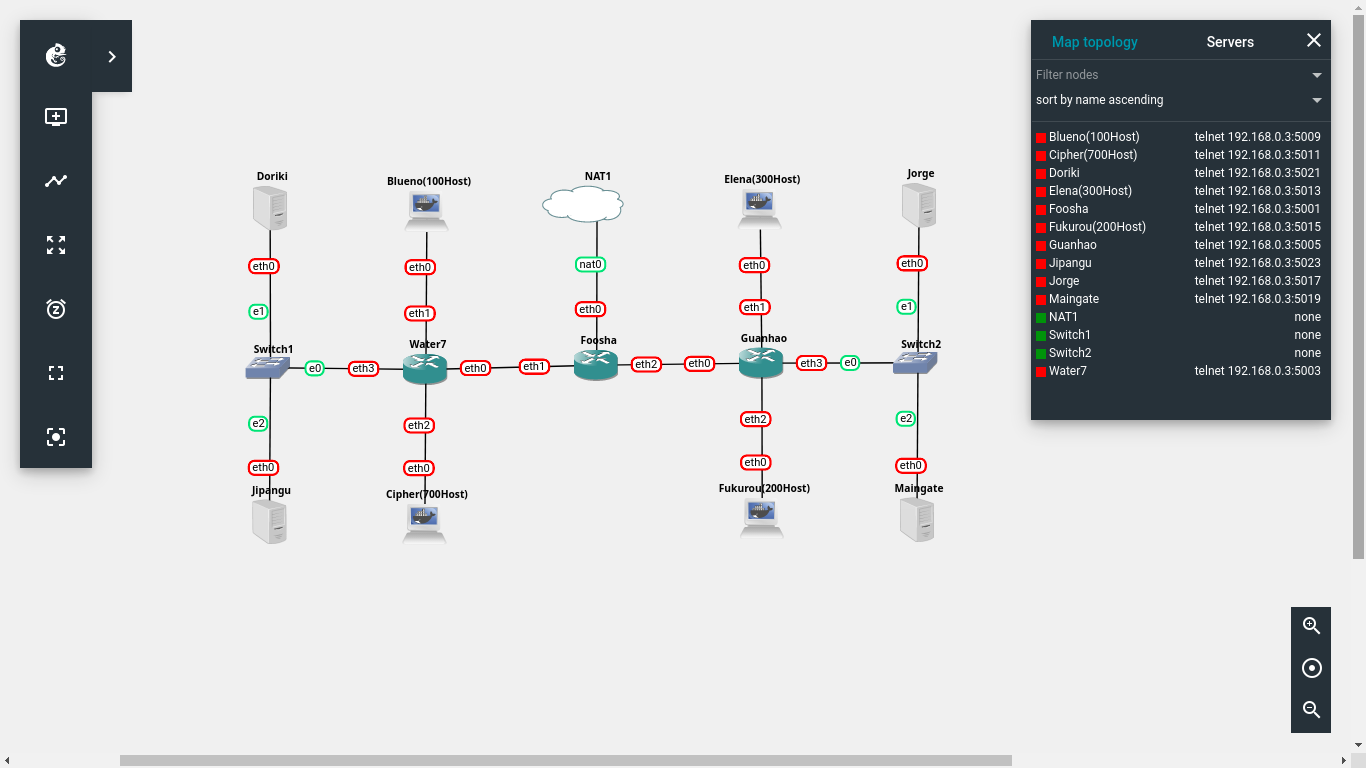 Map topology Servers
Filter nodes
sort by name ascending
Blueno(100Host) telnet 192.168.0.3:5009
Cipher(700Host) telnet 192.168.0.3:5011
Doriki telnet 192.168.0.3:5021
Elena(300Host) telnet 192.168.0.3:5013
Foosha telnet 192.168.0.3:5001
Fukurou(200Host) telnet 192.168.0.3:5015
Guanhao telnet 192.168.0.3:5005
Jipangu telnet 192.168.0.3:5023
Jorge telnet 192.168.0.3:5017
Maingate telnet 192.168.0.3:5019
NAT1 none
Switch1 none
Switch2 none
Water7 telnet 192.168.0.3:5003
Doriki
Blueno(100Host)
NAT1
Elena(300Host)
Jorge
eth0
eth0
nat0
eth0
eth0
e1
eth1
eth0
eth1
e1
Switch1
Water7
Foosha
Guanhao
Switch2
e0
eth3
eth0
eth1
eth2
eth0
eth3
e0
e2
eth2
eth2
e2
eth0
eth0
eth0
eth0
Jipangu
Cipher(700Host)
Fukurou(200Host)
Maingate